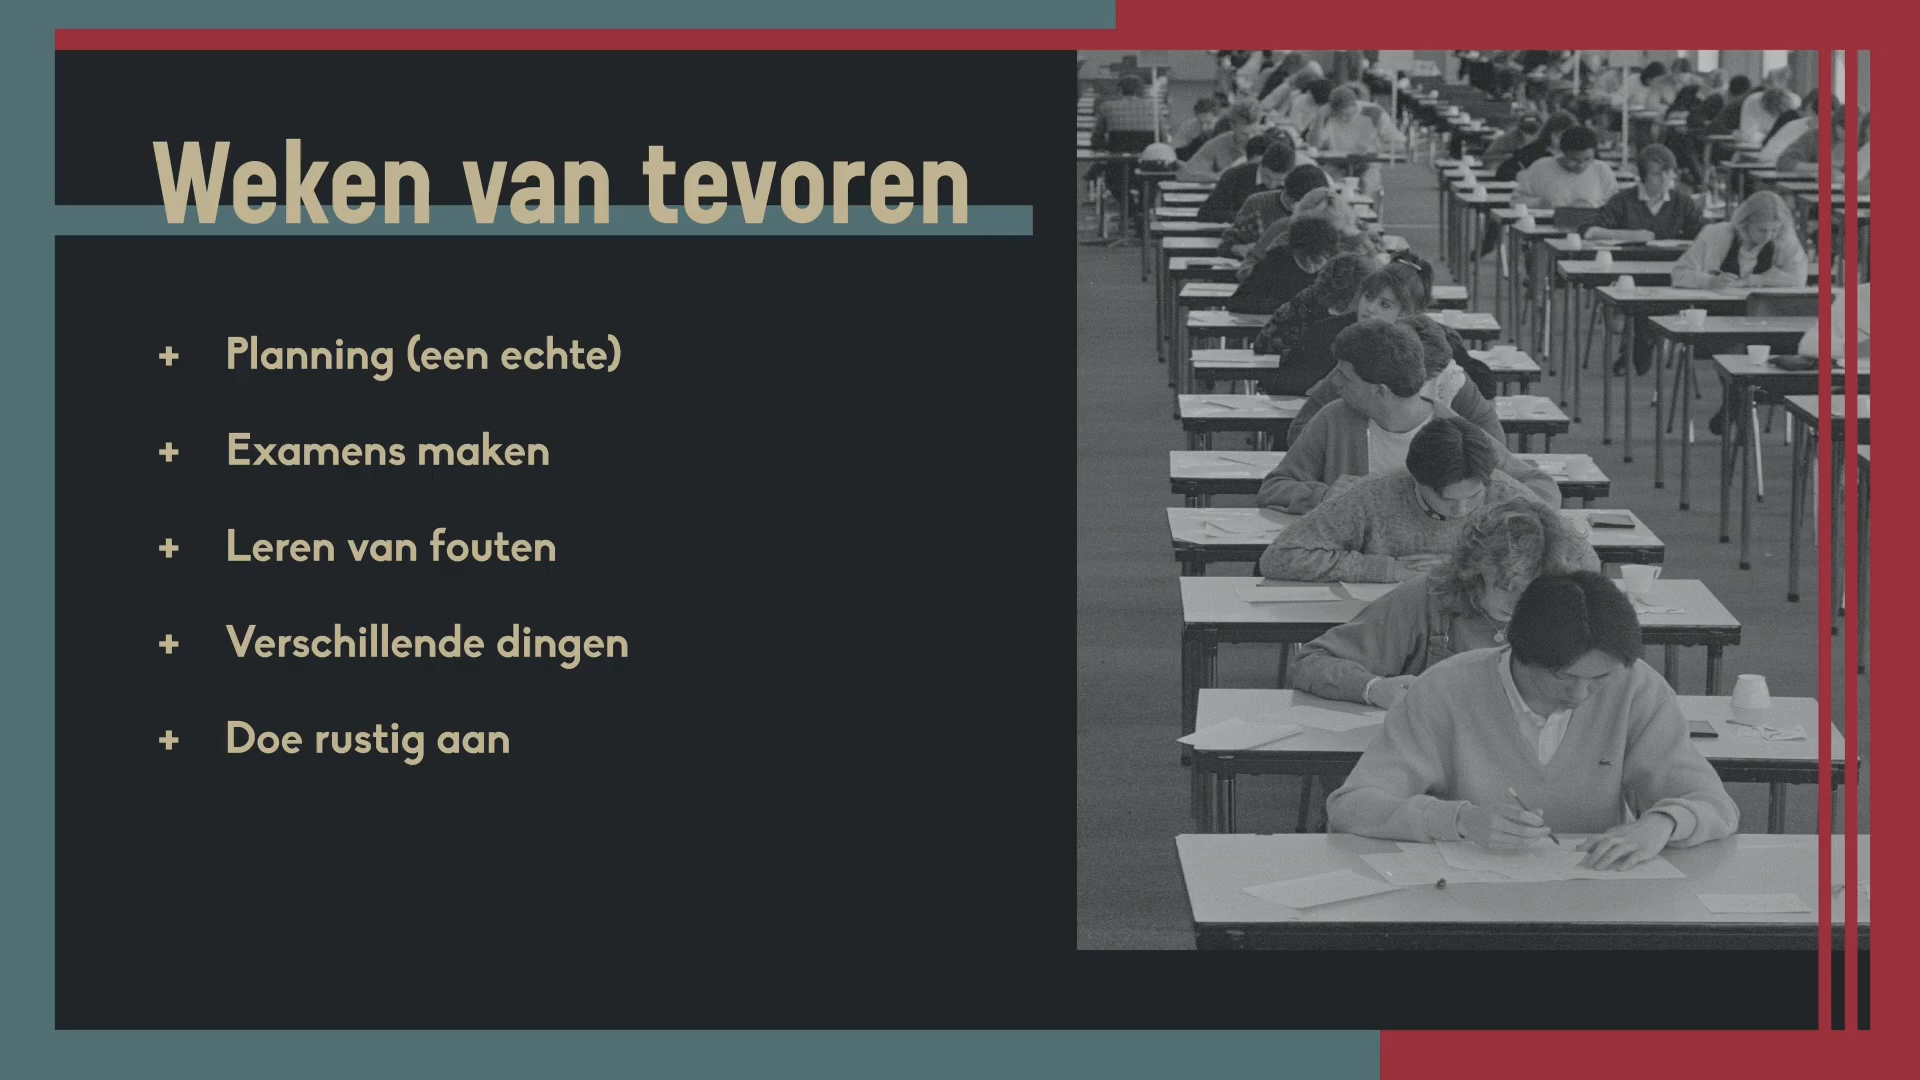 Weken van tevoren
+ Planning (een echte)
+ Examens maken
+ Leren van fouten
+ Verschillende dingen
+ Doe rustig aan